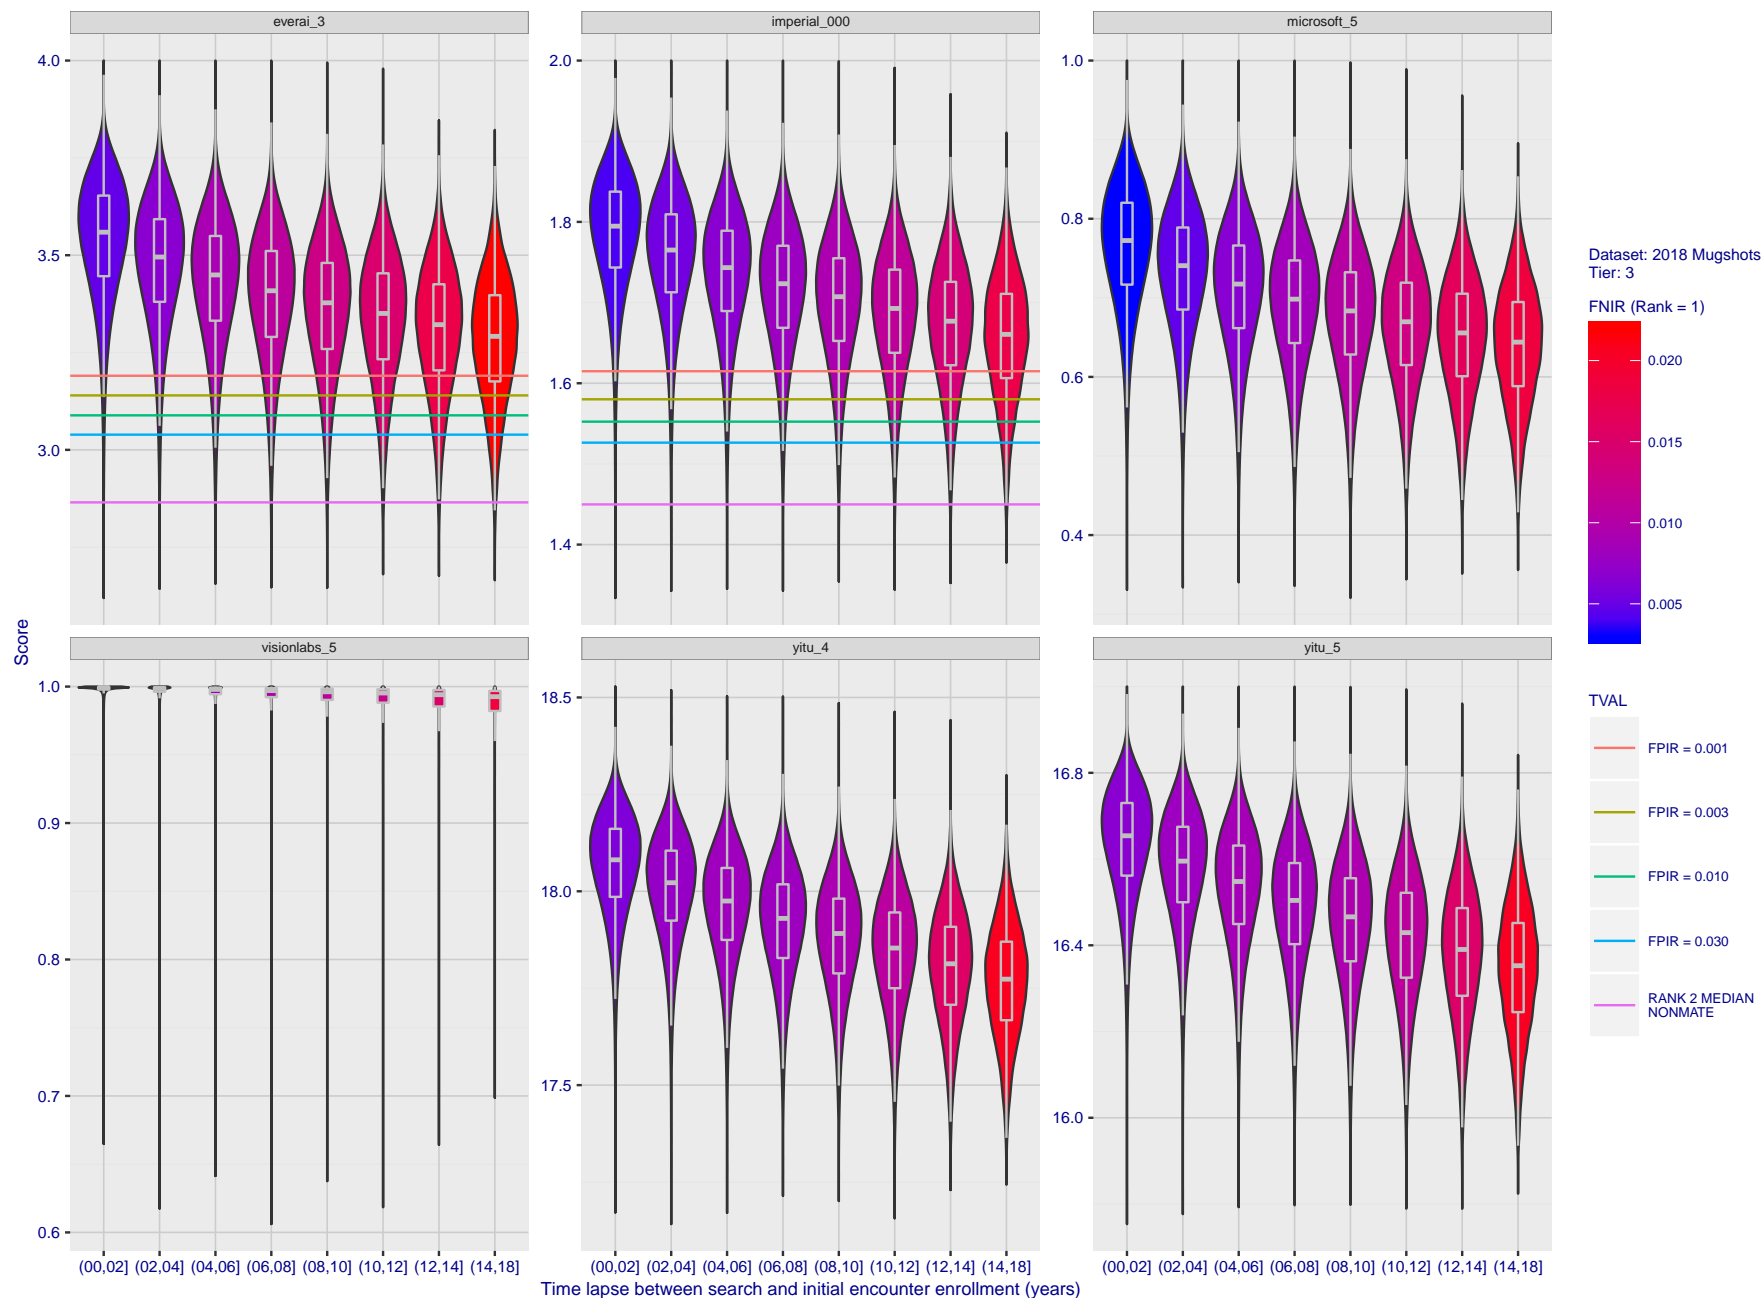 everai_3
imperial_000
microsoft_5
4.0
3.5
3.0
2.0
1.8
1.6
1.4
1.0
0.8
0.6
0.4
Dataset: 2018 Mugshots
Tier: 3
FNIR (Rank = 1)
0.020
0.015
0.010
0.005
Score
visionlabs_5
yitu_4
yitu_5
1.0
0.9
0.8
0.7
0.6
18.5
18.0
17.5
16.8
16.4
16.0
TVAL
FPIR = 0.001
FPIR = 0.003
FPIR = 0.010
FPIR = 0.030
RANK 2 MEDIAN
NONMATE
(00,02] (02,04] (04,06] (06,08] (08,10] (10,12] (12,14] (14,18]
(00,02] (02,04] (04,06] (06,08] (08,10] (10,12] (12,14] (14,18]
(00,02] (02,04] (04,06] (06,08] (08,10] (10,12] (12,14] (14,18]
Time lapse between search and initial encounter enrollment (years)